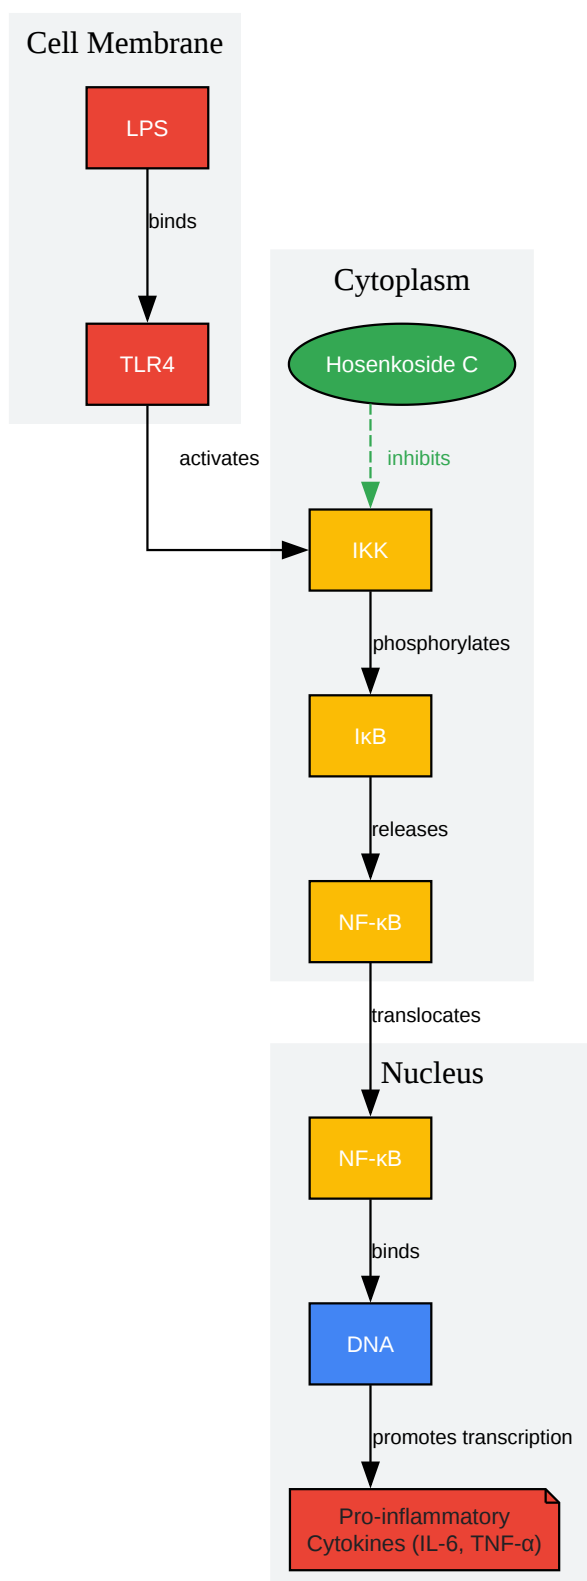 Cell Membrane
LPS
binds
TLR4
activates
Cytoplasm
Hosenkoside C
inhibits
IKK
phosphorylates
IκB
releases
NF-κB
translocates
Nucleus
NF-κB
binds
DNA
promotes transcription
Pro-inflammatory
Cytokines (IL-6, TNF-α)